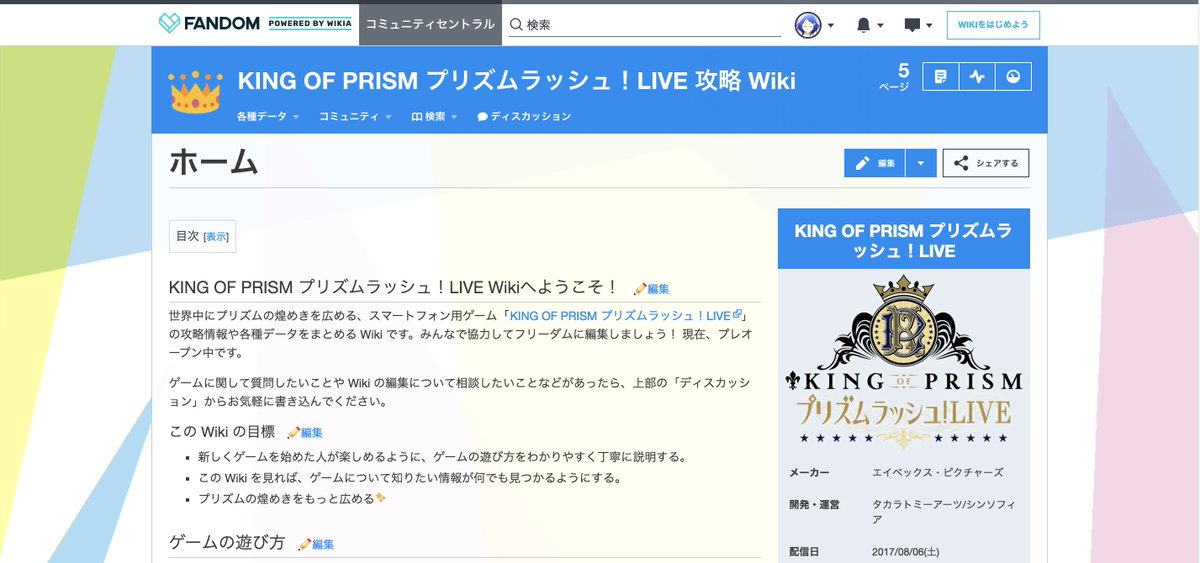 FANDOM POWERED BY WIKIA コミュニティセントラル 検索 WIKIをはじめよう
KING OF PRISM プリズムラッシュ！LIVE 攻略 Wiki
5
ページ
各種データ コミュニティ 検索 ディスカッション
ホーム
編集 シェアする
目次 [表示]
KING OF PRISM プリズムラッシュ！LIVE Wikiへようこそ！ 編集
世界中にプリズムの煌めきを広める、スマートフォン用ゲーム「KING OF PRISM プリズムラッシュ！LIVE」
の攻略情報や各種データをまとめる Wiki です。みんなで協力してフリーダムに編集しましょう！ 現在、プレオ
ープン中です。
ゲームに関して質問したいことや Wiki の編集について相談したいことなどがあったら、上部の「ディスカッシ
ョン」からお気軽に書き込んでください。
この Wiki の目標 編集
新しくゲームを始めた人が楽しめるように、ゲームの遊び方をわかりやすく丁寧に説明する。
この Wiki を見れば、ゲームについて知りたい情報が何でも見つかるようにする。
プリズムの煌めきをもっと広める✨
ゲームの遊び方 編集
KING OF PRISM プリズムラ
ッシュ！LIVE
KING OF PRISM
プリズムラッシュ!LIVE
メーカー エイベックス・ピクチャーズ
開発・運営 タカラトミーアーツ/シンソフィ
ア
配信日 2017/08/06(土)